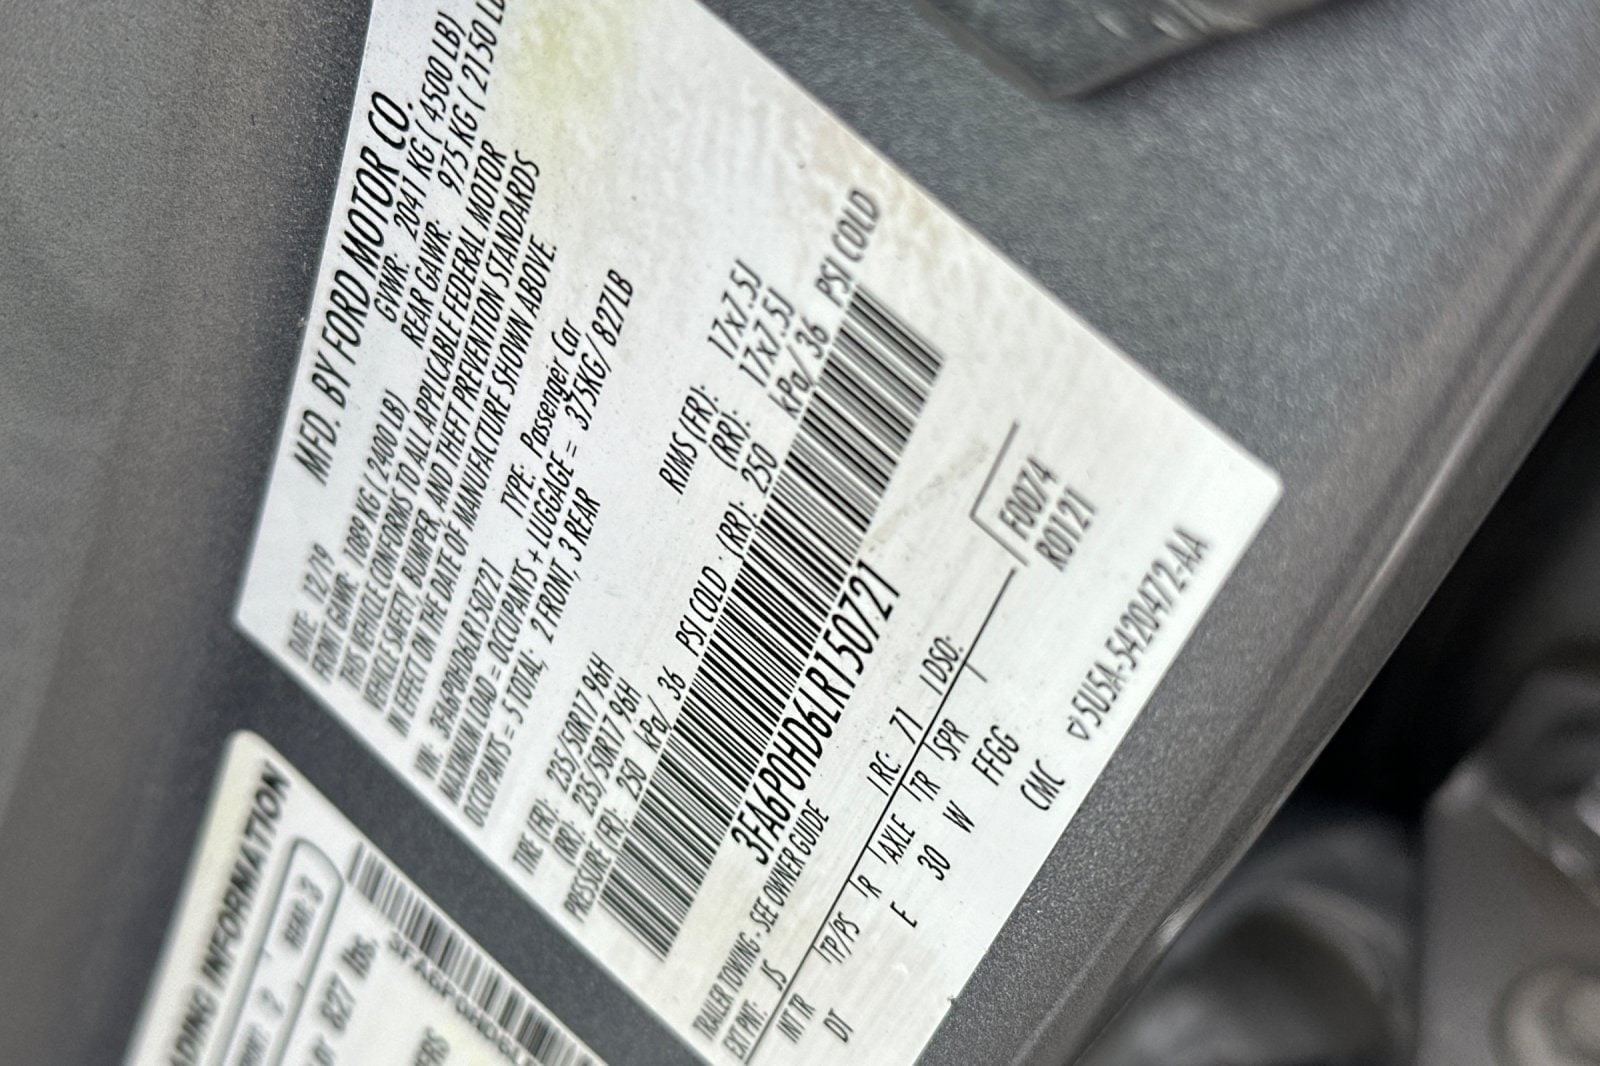 MFD. BY FORD MOTOR CO.
DATE: 12/19 GVWR: 2041 KG ( 4500 LB)
FRONT GAWR: 1089 KG ( 2400 LB) REAR GAWR: 975 KG ( 2150 LB
THIS VEHICLE CONFORMS TO ALL APPLICABLE FEDERAL MOTOR
VEHICLE SAFETY, BUMPER, AND THEFT PREVENTION STANDARDS
IN EFFECT ON THE DATE OF MANUFACTURE SHOWN ABOVE.
VIN: 3FA6P0HD6LR150721 TYPE: Passenger Car
MAXIMUM LOAD = OCCUPANTS + LUGGAGE = 375KG/ 827LB
OCCUPANTS = 5 TOTAL, 2 FRONT, 3 REAR
TIRE (FR): 235/50R17 96H RIMS (FR): 17x7.5J
(RR): 235/50R17 96H (RR): 17x7.5J
PRESSURE (FR): 250 kPa/ 36 PSI COLD (RR): 250 kPa/ 36 PSI COLD
3FA6P0HD6LR150721
TRAILER TOWING - SEE OWNER GUIDE
EXT PNT: JS RC: 71 DSO: F0074
INT TR TP/PS R AXLE TR SPR R0121
DT E 30 W FFGG
CMC
5U5A-5420472-AA
ADING INFORMATION
2 REAR: 3
827 lbs.
3FA6P0HD6L